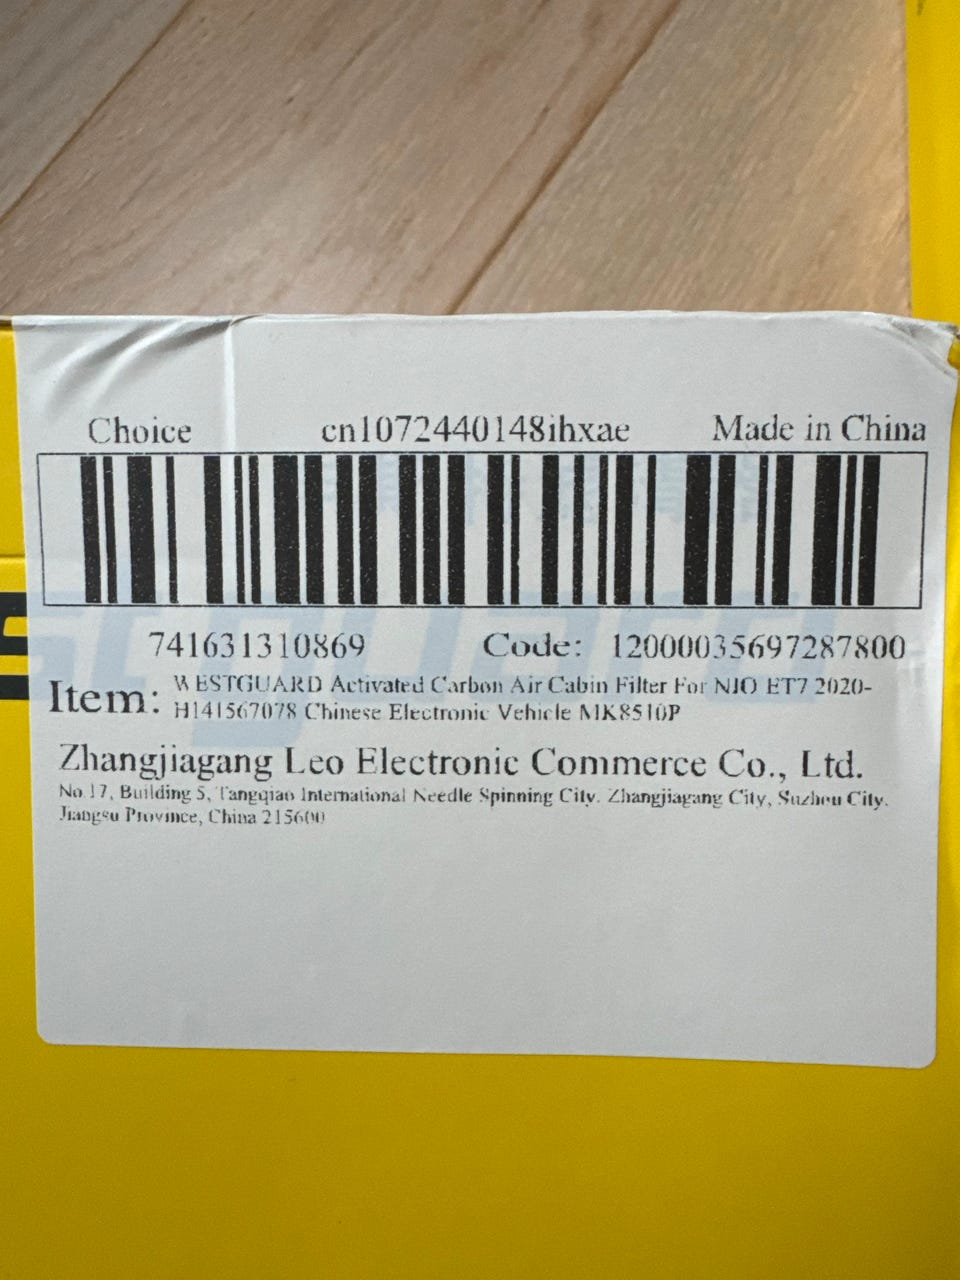 Choice cn1072440148ihxae Made in China
741631310869 Code: 12000035697287800
Item: WESTGUARD Activated Carbon Air Cabin Filter For NIO ET7 2020-
H141567078 Chinese Electronic Vehicle MK8510P
Zhangjiagang Leo Electronic Commerce Co., Ltd.
No.17, Building 5, Tangqiao International Needle Spinning City. Zhangjiagang City, Suzhou City.
Jiangsu Province, China 215600